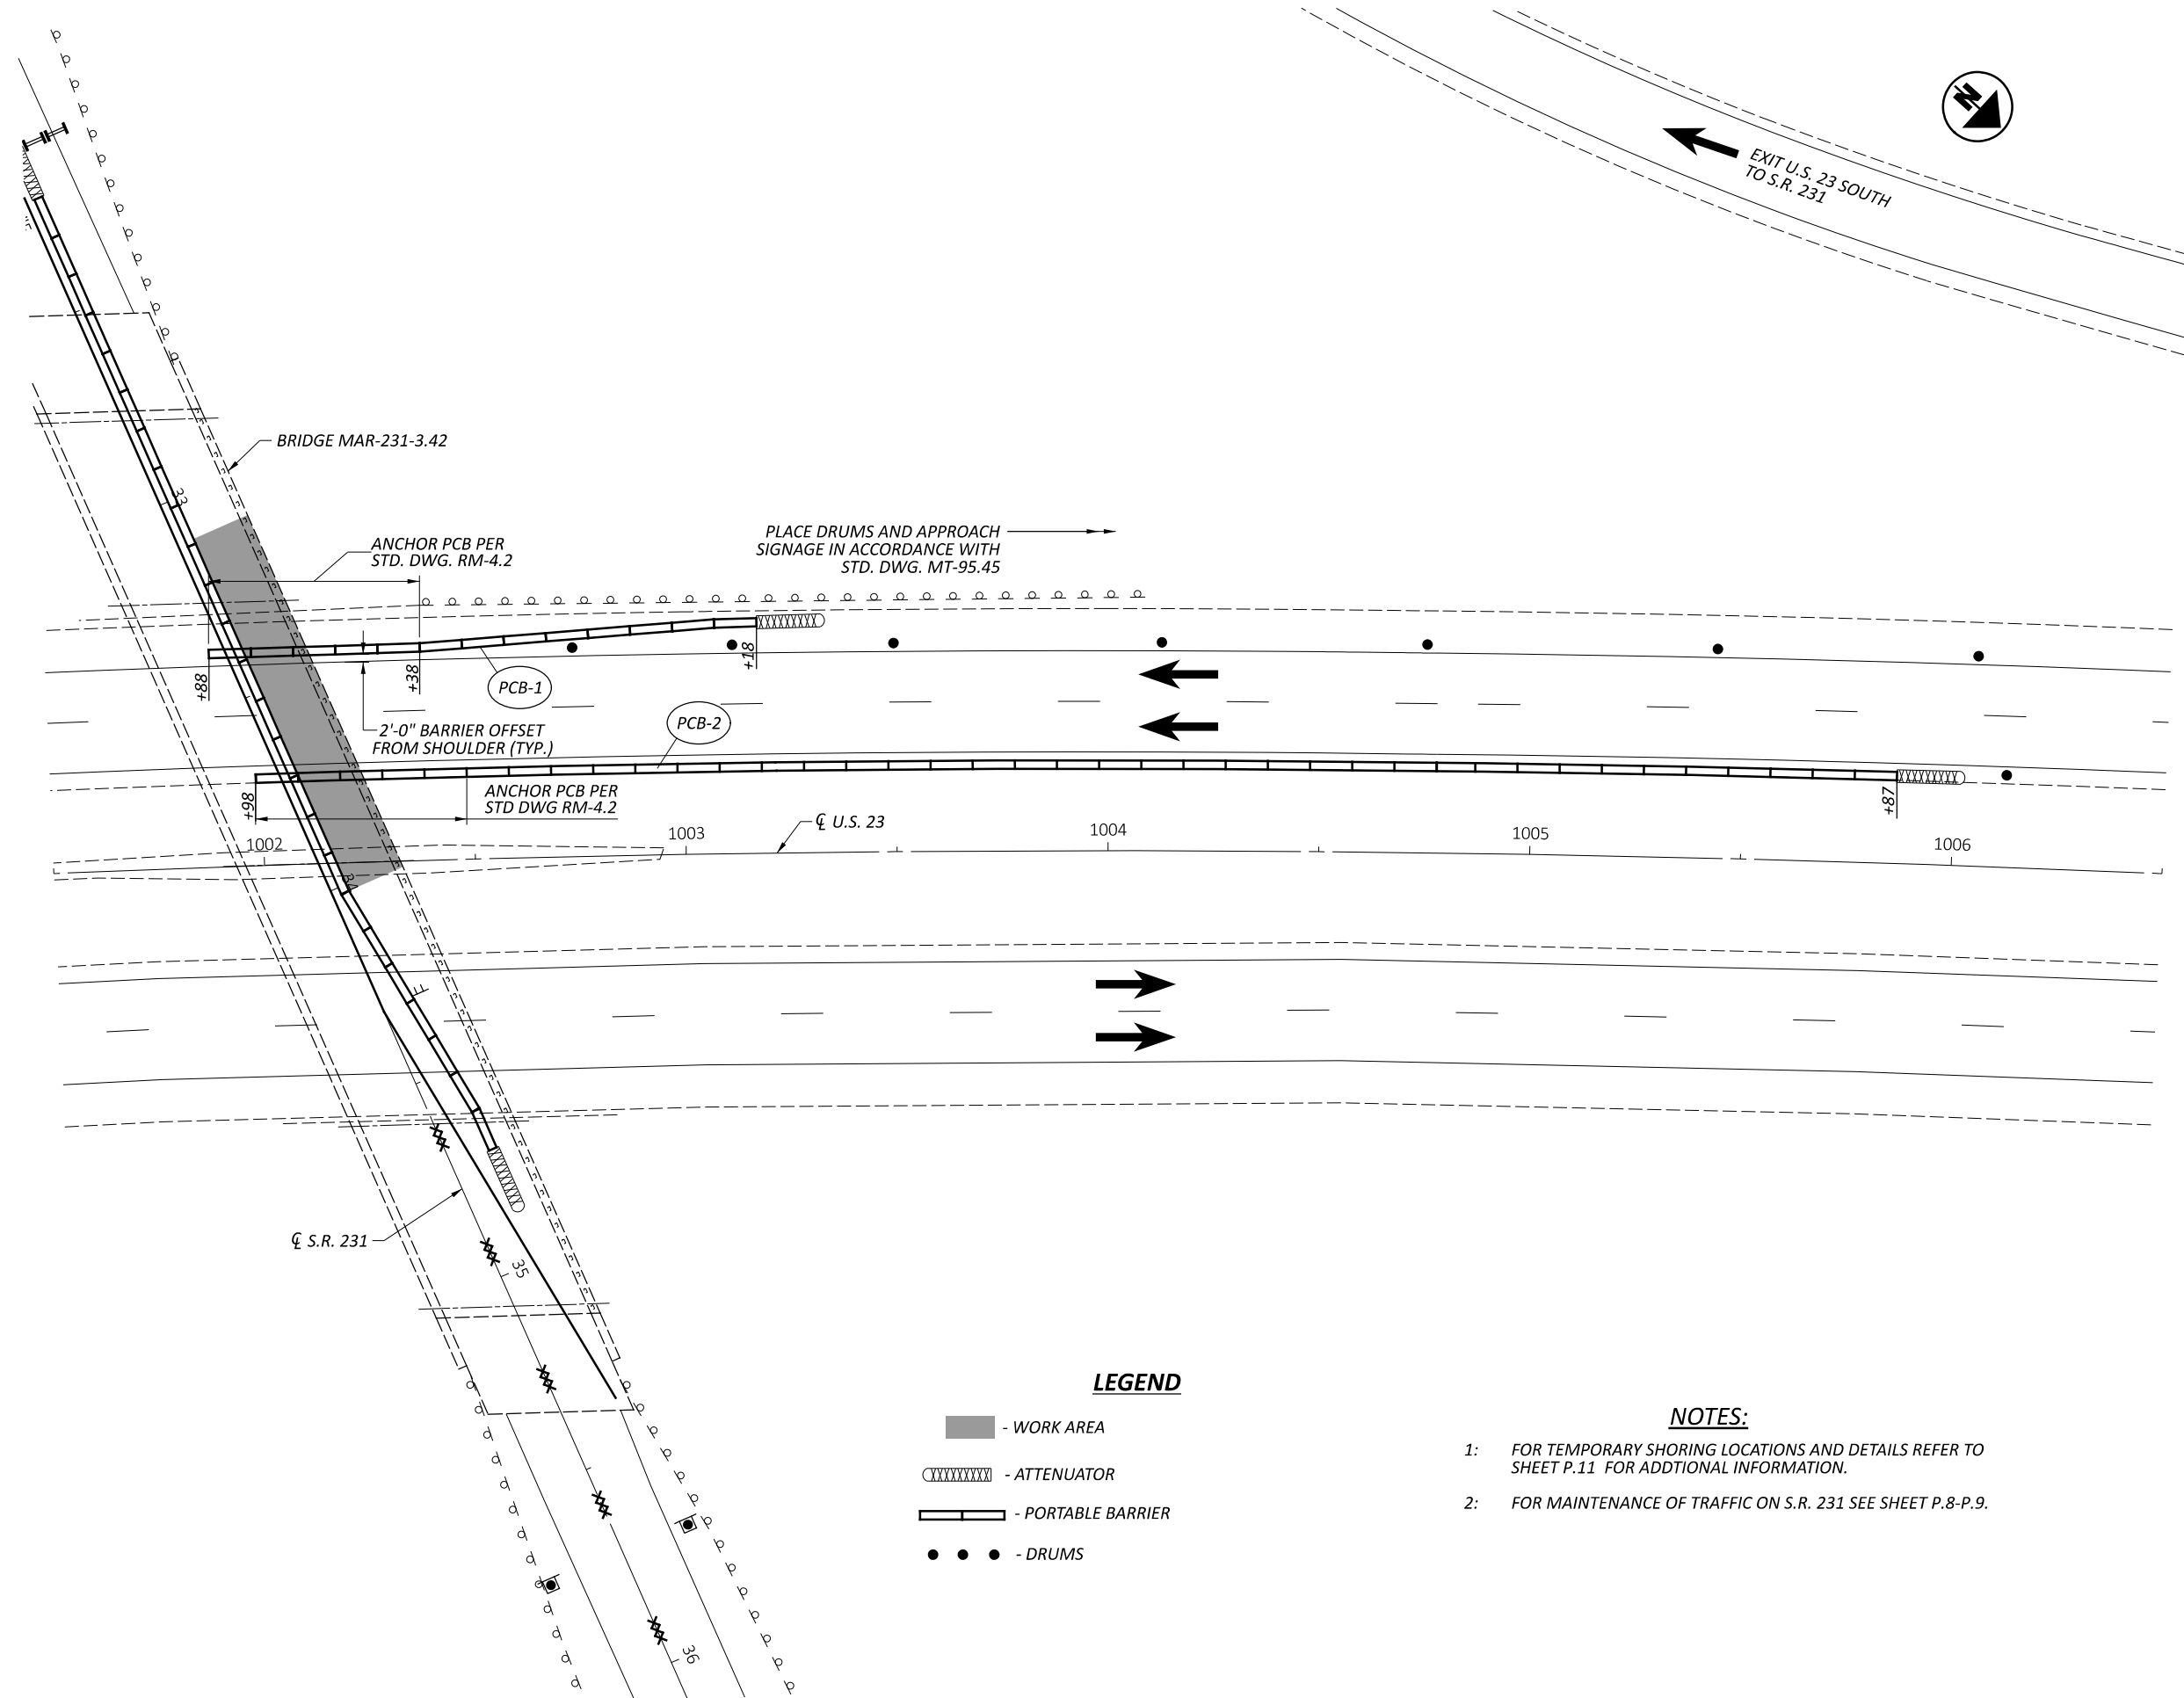 N
EXIT U.S. 23 SOUTH
TO S.R. 231
BRIDGE MAR-231-3.42
33
ANCHOR PCB PER
STD. DWG. RM-4.2
PLACE DRUMS AND APPROACH
SIGNAGE IN ACCORDANCE WITH
STD. DWG. MT-95.45
+88
+38
+18
PCB-1
PCB-2
2'-0" BARRIER OFFSET
FROM SHOULDER (TYP.)
ANCHOR PCB PER
STD DWG RM-4.2
+98
+87
℄ U.S. 23
1002
1003
1004
1005
1006
34
℄ S.R. 231
35
36
LEGEND
- WORK AREA
- ATTENUATOR
- PORTABLE BARRIER
- DRUMS
NOTES:
1: FOR TEMPORARY SHORING LOCATIONS AND DETAILS REFER TO
SHEET P.11 FOR ADDTIONAL INFORMATION.
2: FOR MAINTENANCE OF TRAFFIC ON S.R. 231 SEE SHEET P.8-P.9.